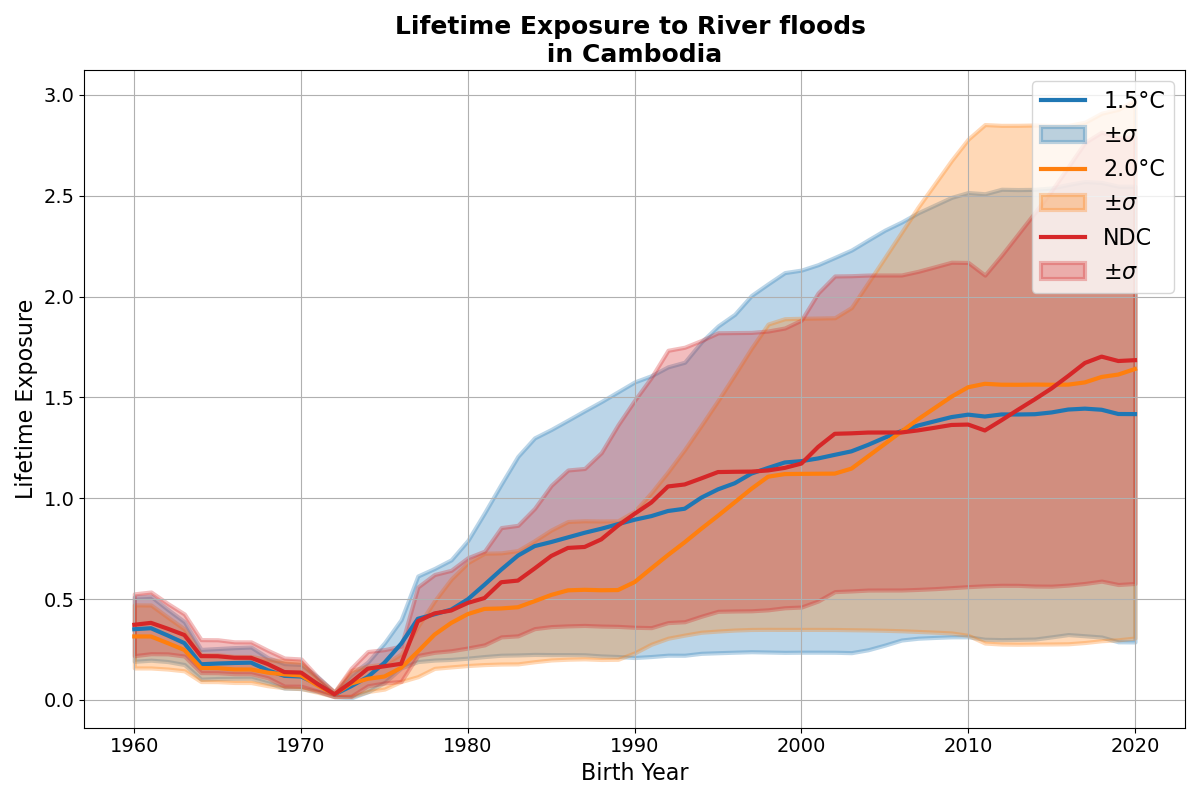 Lifetime Exposure to River floods
in Cambodia
3.0
2.5
2.0
1.5
1.0
0.5
0.0
Lifetime Exposure
1960
1970
1980
1990
2000
2010
2020
Birth Year
1.5°C
±σ
2.0°C
±σ
NDC
±σ